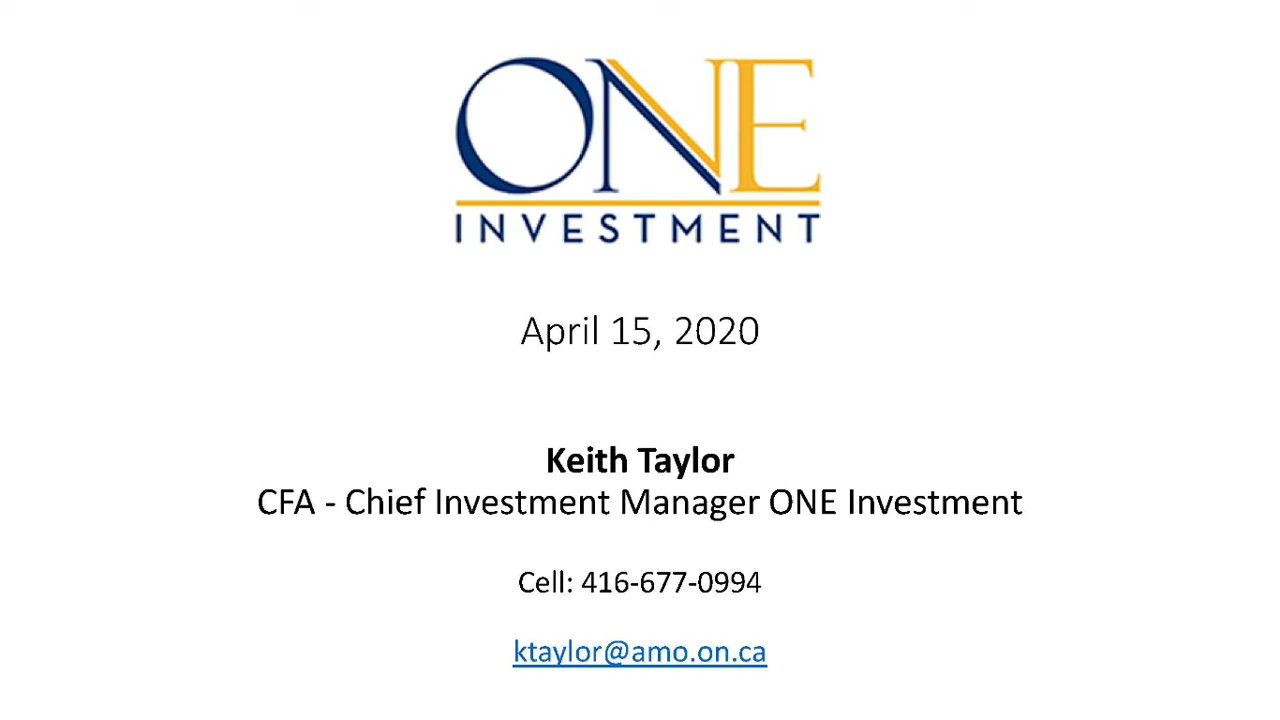 ONE
INVESTMENT
April 15, 2020
Keith Taylor
CFA - Chief Investment Manager ONE Investment
Cell: 416-677-0994
ktaylor@amo.on.ca